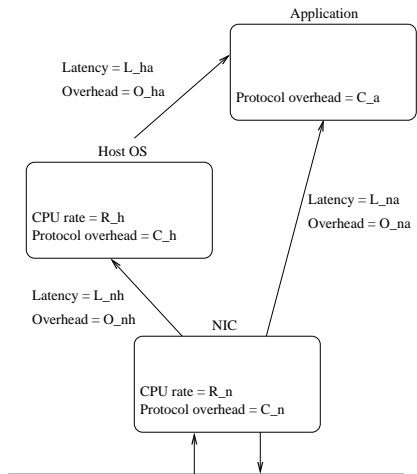 Application
Latency = L_ha
Overhead = O_ha
Protocol overhead = C_a
Host OS
CPU rate = R_h
Protocol overhead = C_h
Latency = L_na
Overhead = O_na
Latency = L_nh
Overhead = O_nh
NIC
CPU rate = R_n
Protocol overhead = C_n